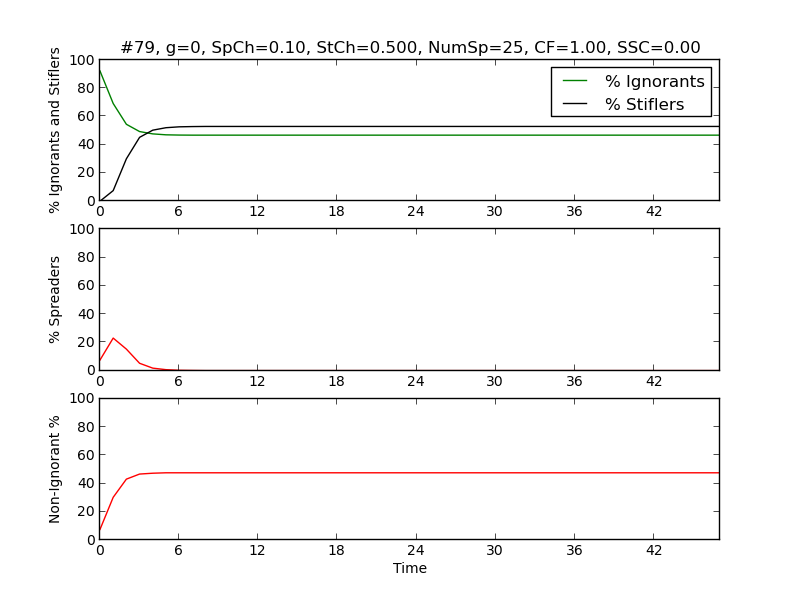 #79, g=0, SpCh=0.10, StCh=0.500, NumSp=25, CF=1.00, SSC=0.00
% Ignorants and Stiflers
100
80
60
40
20
0
% Ignorants
% Stiflers
0 6 12 18 24 30 36 42
% Spreaders
100
80
60
40
20
0
0 6 12 18 24 30 36 42
Non-Ignorant %
100
80
60
40
20
0
0 6 12 18 24 30 36 42
Time